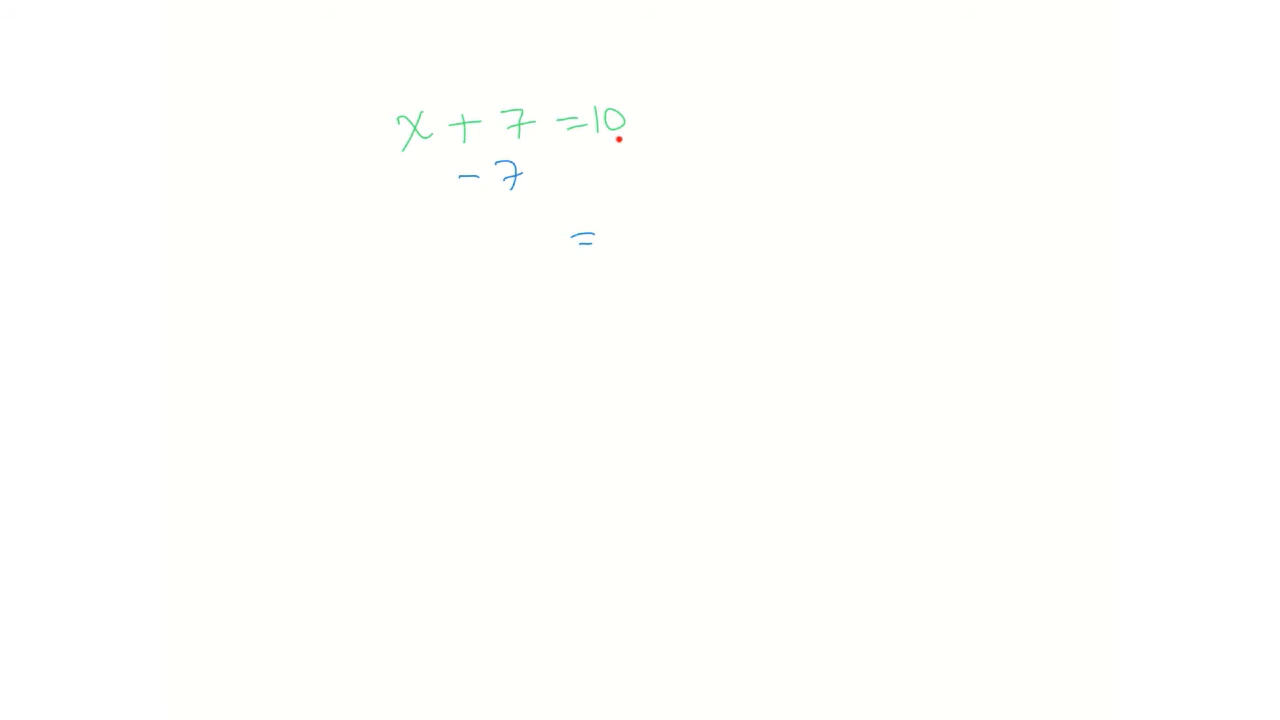 x + 7 = 10
- 7
=